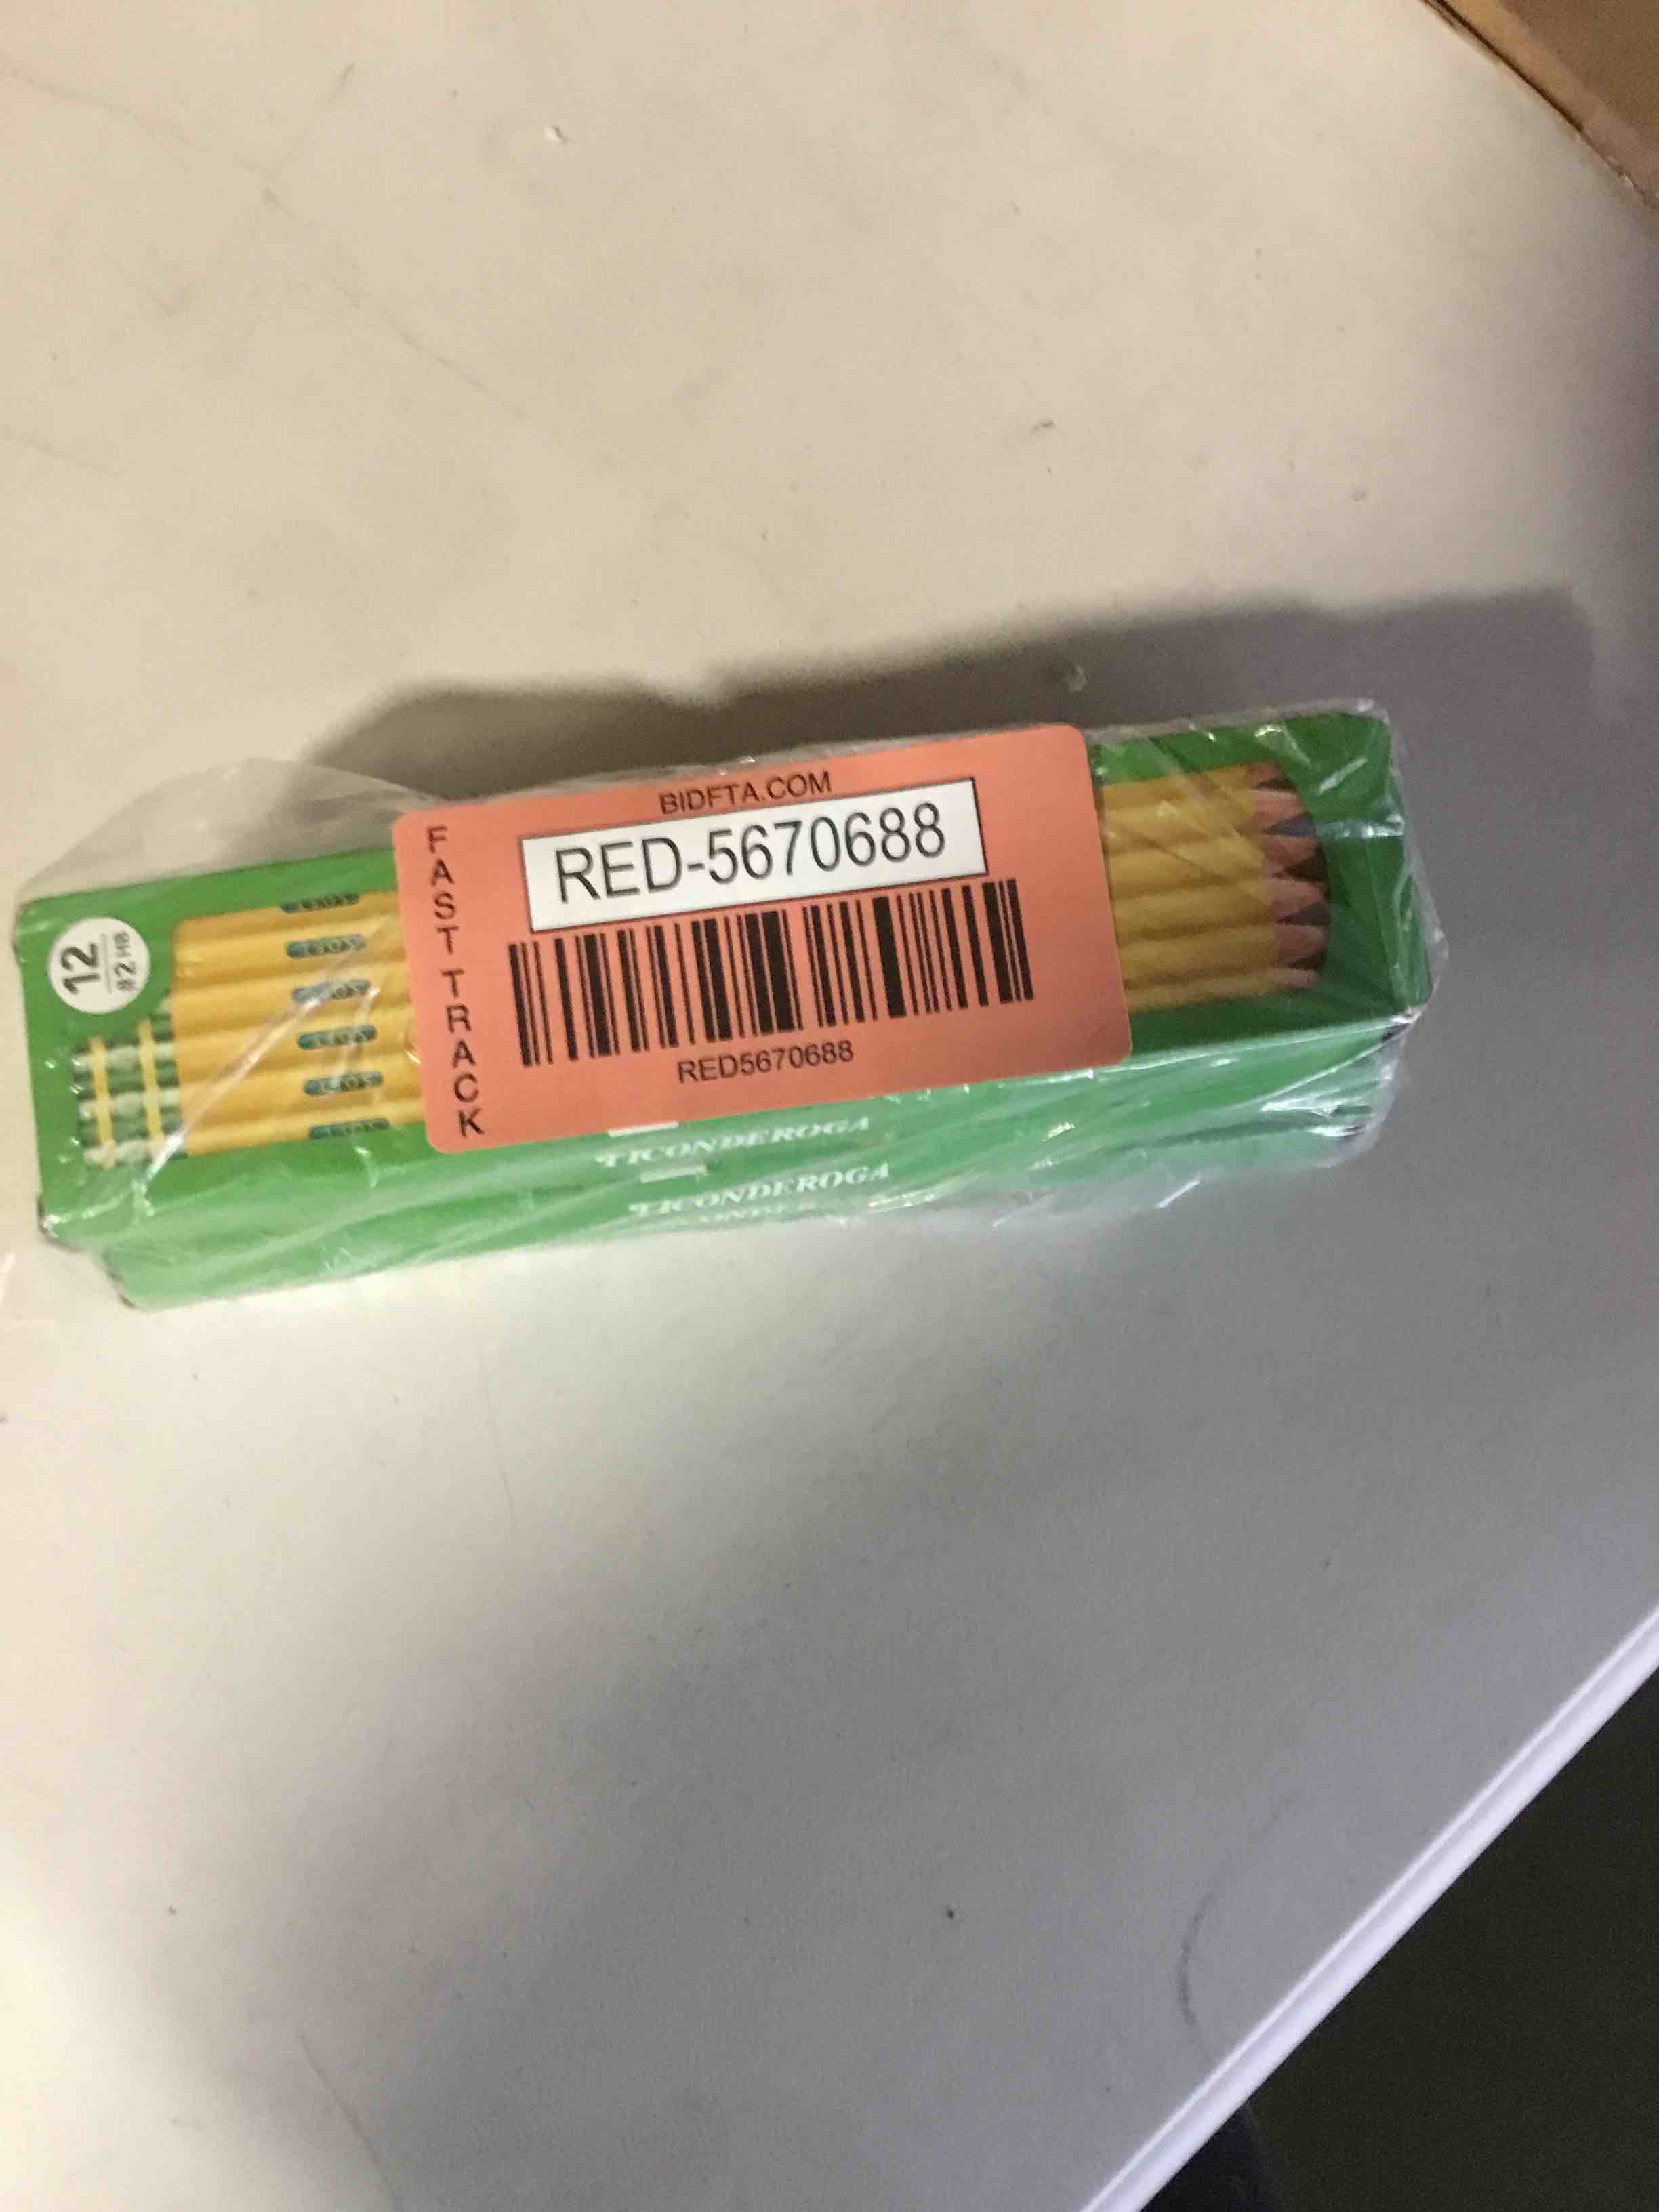 BIDFTA.COM
RED-5670688
FAST TRACK
RED5670688
12
#2 HB
TICONDEROGA
TICONDEROGA